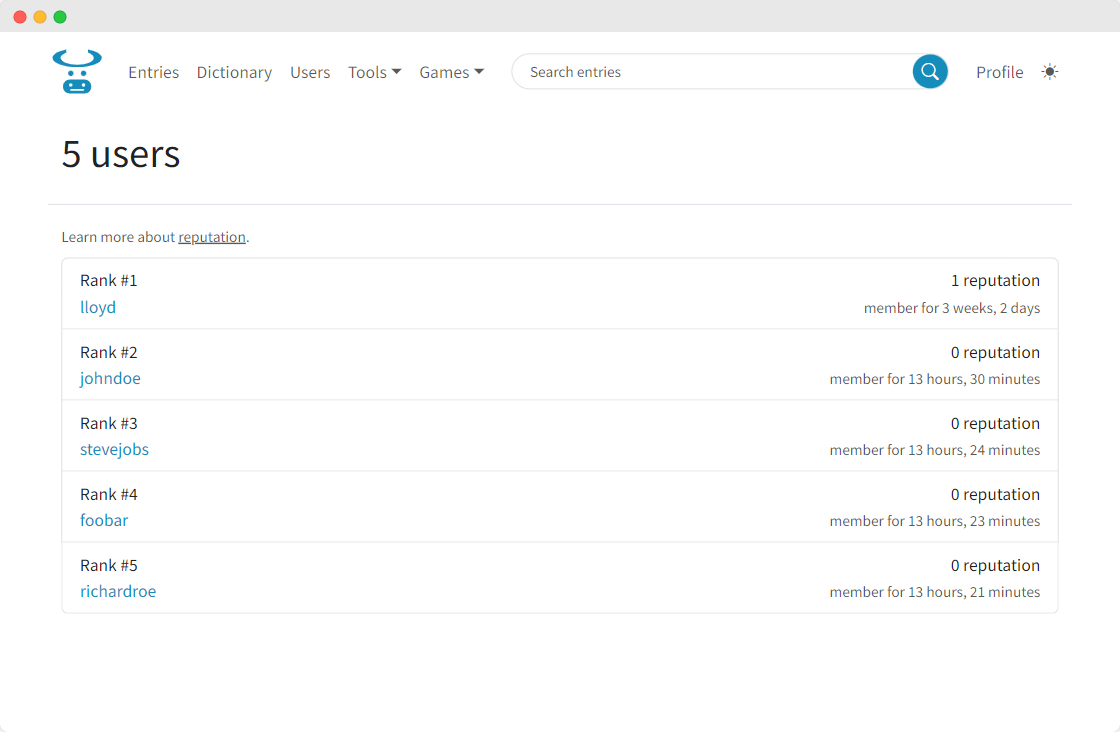 Entries Dictionary Users Tools Games Search entries Profile
5 users
Learn more about reputation.
Rank #1 1 reputation
lloyd member for 3 weeks, 2 days
Rank #2 0 reputation
johndoe member for 13 hours, 30 minutes
Rank #3 0 reputation
stevejobs member for 13 hours, 24 minutes
Rank #4 0 reputation
foobar member for 13 hours, 23 minutes
Rank #5 0 reputation
richardroe member for 13 hours, 21 minutes